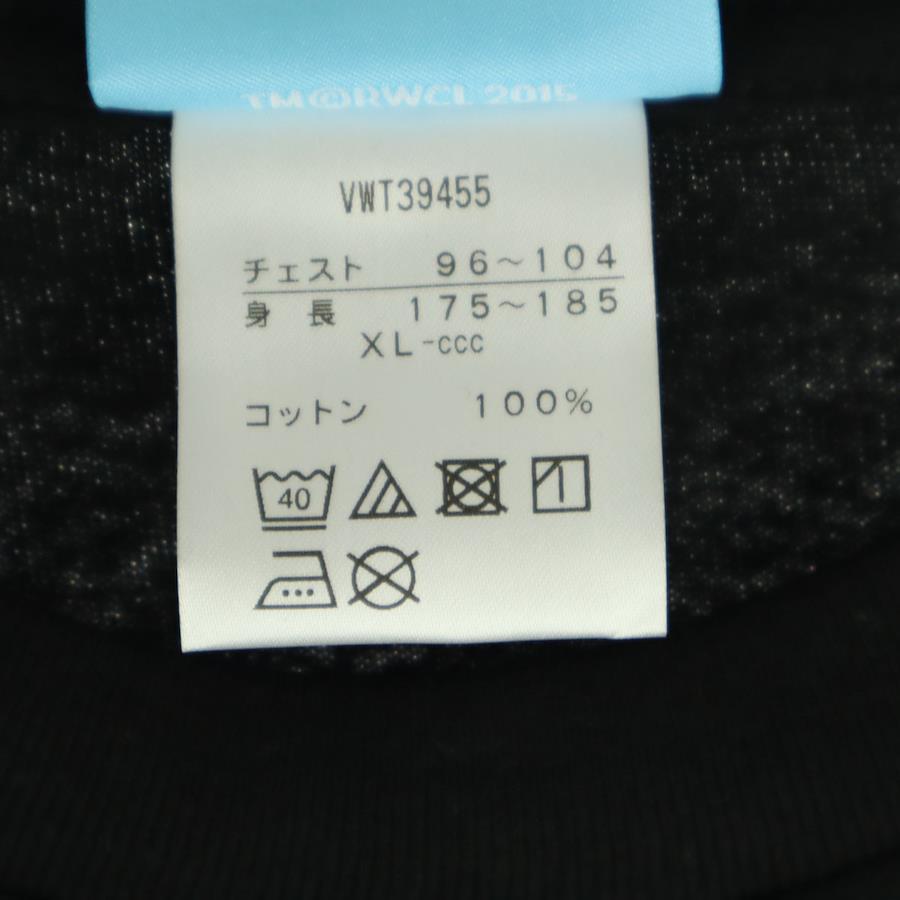 TM©RWCL 2015
VWT39455
チェスト 96~104
身長 175~185
XL-ccc
コットン 100%
40